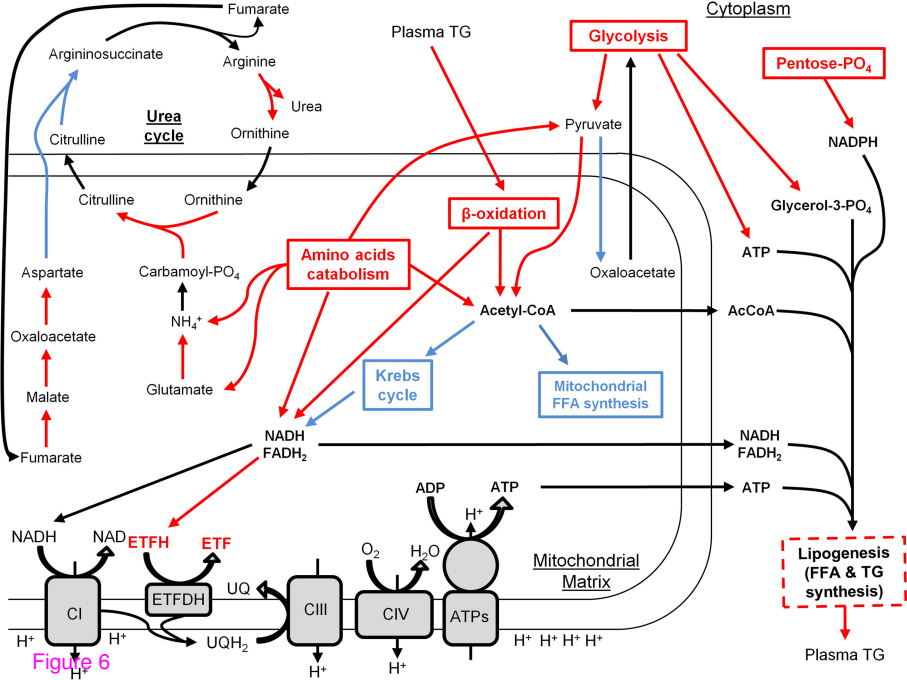 Fumarate
Cytoplasm
Argininosuccinate
Plasma TG
Glycolysis
Arginine
Pentose-PO4
Urea
Urea
cycle
Citrulline
Ornithine
Pyruvate
NADPH
Citrulline
Ornithine
β-oxidation
Glycerol-3-PO4
Amino acids
catabolism
ATP
Aspartate
Carbamoyl-PO4
Oxaloacetate
NH4+
Acetyl-CoA
AcCoA
Oxaloacetate
Glutamate
Krebs
cycle
Mitochondrial
FFA synthesis
Malate
NADH
FADH2
NADH
FADH2
Fumarate
ADP
ATP
ATP
H+
NADH
NAD
ETFH
ETF
O2
H2O
Mitochondrial
Matrix
Lipogenesis
(FFA & TG
synthesis)
UQ
ETFDH
CI
CIII
CIV
ATPs
H+
H+
UQH2
H+ H+ H+ H+
Plasma TG
Figure 6
H+
H+
H+